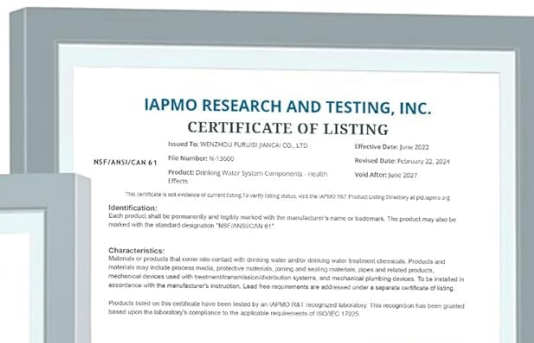 IAPMO RESEARCH AND TESTING, INC.
CERTIFICATE OF LISTING
NSF/ANSI/CAN 61
Issued To: WENZHOU PURUISI JIANCAI CO., LTD
File Number: N-13600
Product: Drinking Water System Components - Health
Effects
Effective Date: June 2022
Revised Date: February 22, 2024
Void After: June 2027
This certificate is not evidence of current listing. To verify listing status, visit the IAPMO R&T Product Listing Directory at pld.iapmo.org
Identification:
Each product shall be permanently and legibly marked with the manufacturer's name or trademark. The product may also be
marked with the standard designation "NSF/ANSI/CAN 61".
Characteristics:
Materials or products that come into contact with drinking water and/or drinking water treatment chemicals. Products and
materials may include process media, protective materials, joining and sealing materials, pipes and related products,
mechanical devices used with treatment/transmission/distribution systems, and mechanical plumbing devices. To be installed in
accordance with the manufacturer's instruction. Lead free requirements are addressed under a separate certificate of listing.
Products listed on this certificate have been tested by an IAPMO R&T recognized laboratory. This recognition has been granted
based upon the laboratory's compliance to the applicable requirements of ISO/IEC 17025.